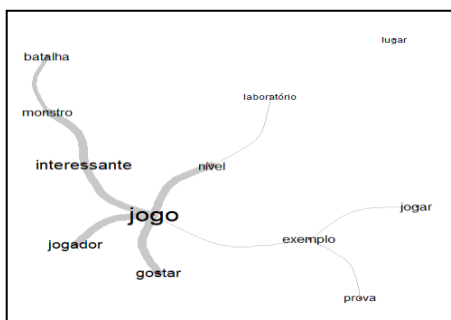 lugar
batalha
laboratório
monstro
interessante
nível
jogo
jogar
jogador
exemplo
gostar
prova